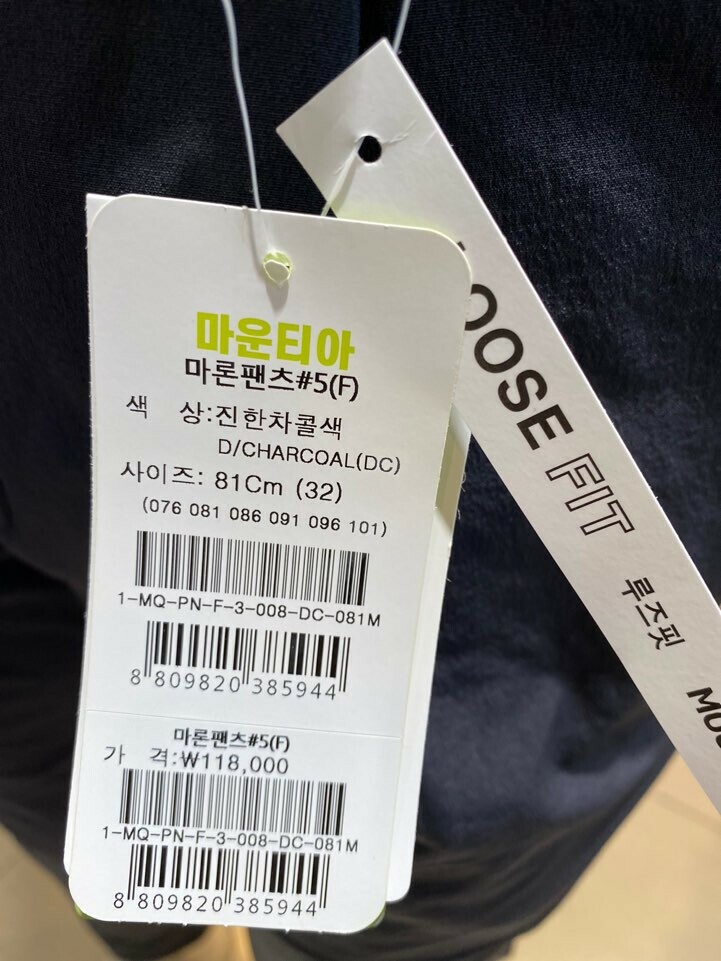 마운티아
마론팬츠#5(F)
색 상:진한차콜색
D/CHARCOAL(DC)
사이즈: 81Cm (32)
(076 081 086 091 096 101)
1-MQ-PN-F-3-008-DC-081M
8 809820 385944
마론팬츠#5(F)
가 격:₩118,000
1-MQ-PN-F-3-008-DC-081M
8 809820 385944
LOOSE FIT
루즈핏